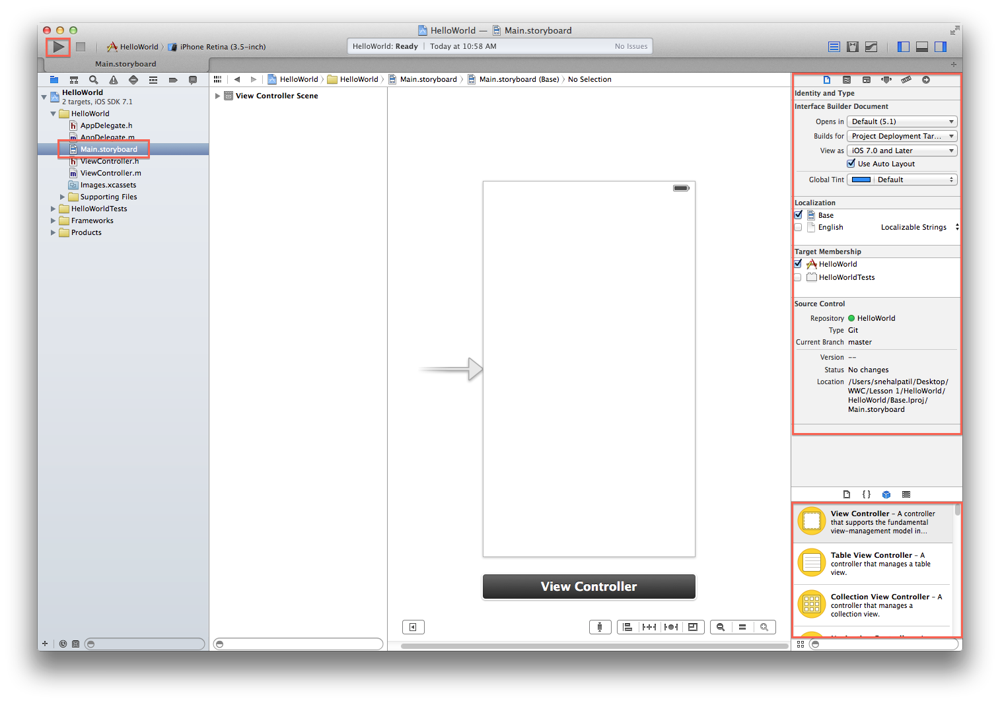 HelloWorld — Main.storyboard
HelloWorld iPhone Retina (3.5-inch)
HelloWorld: Ready Today at 10:58 AM No Issues
Main.storyboard
HelloWorld
2 targets, iOS SDK 7.1
HelloWorld
AppDelegate.h
AppDelegate.m
Main.storyboard
ViewController.h
ViewController.m
Images.xcassets
Supporting Files
HelloWorldTests
Frameworks
Products
HelloWorld HelloWorld Main.storyboard Main.storyboard (Base) No Selection
View Controller Scene
View Controller
Identity and Type
Interface Builder Document
Opens in Default (5.1)
Builds for Project Deployment Tar...
View as iOS 7.0 and Later
Use Auto Layout
Global Tint Default
Localization
Base
English Localizable Strings
Target Membership
HelloWorld
HelloWorldTests
Source Control
Repository HelloWorld
Type Git
Current Branch master
Version --
Status No changes
Location /Users/snehalpatil/Desktop/
WWC/Lesson 1/HelloWorld/
HelloWorld/Base.lproj/
Main.storyboard
View Controller – A controller
that supports the fundamental
view-management model in...
Table View Controller – A
controller that manages a table
view.
Collection View Controller – A
controller that manages a
collection view.